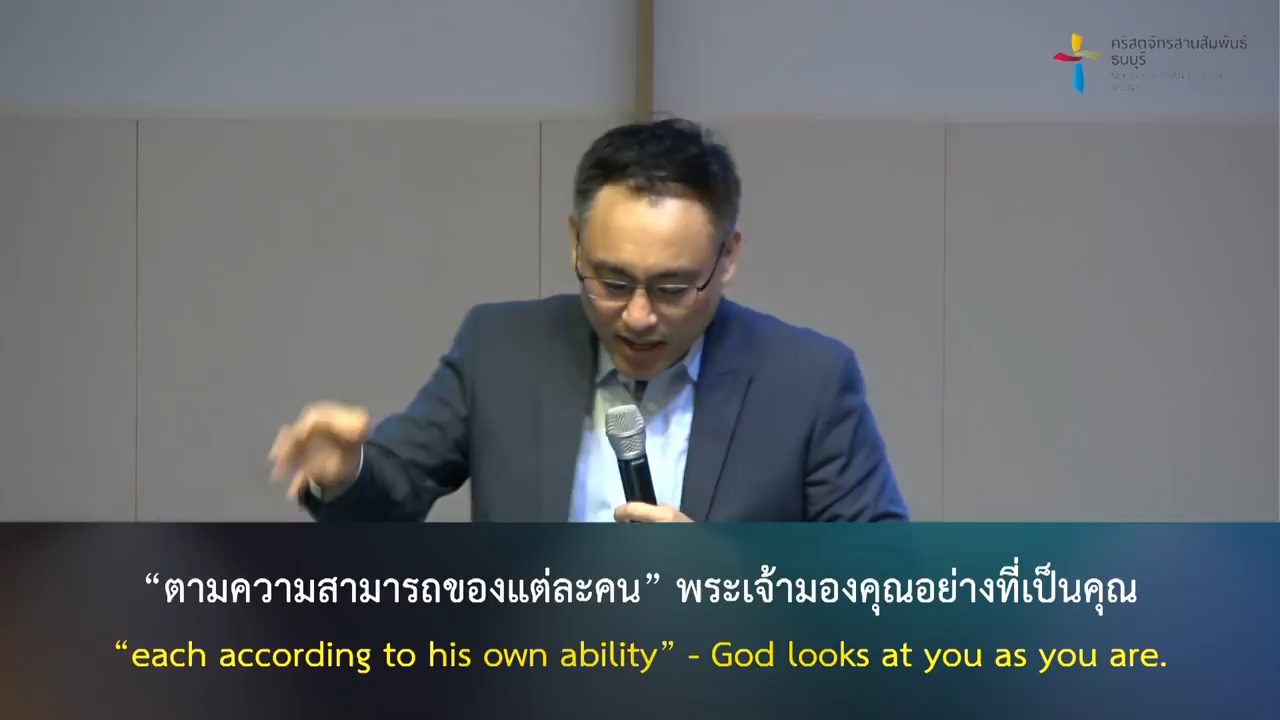 คริสตจักรสานสัมพันธ์
ธนบุรี
“ตามความสามารถของแต่ละคน” พระเจ้ามองคุณอย่างที่เป็นคุณ
“each according to his own ability” - God looks at you as you are.